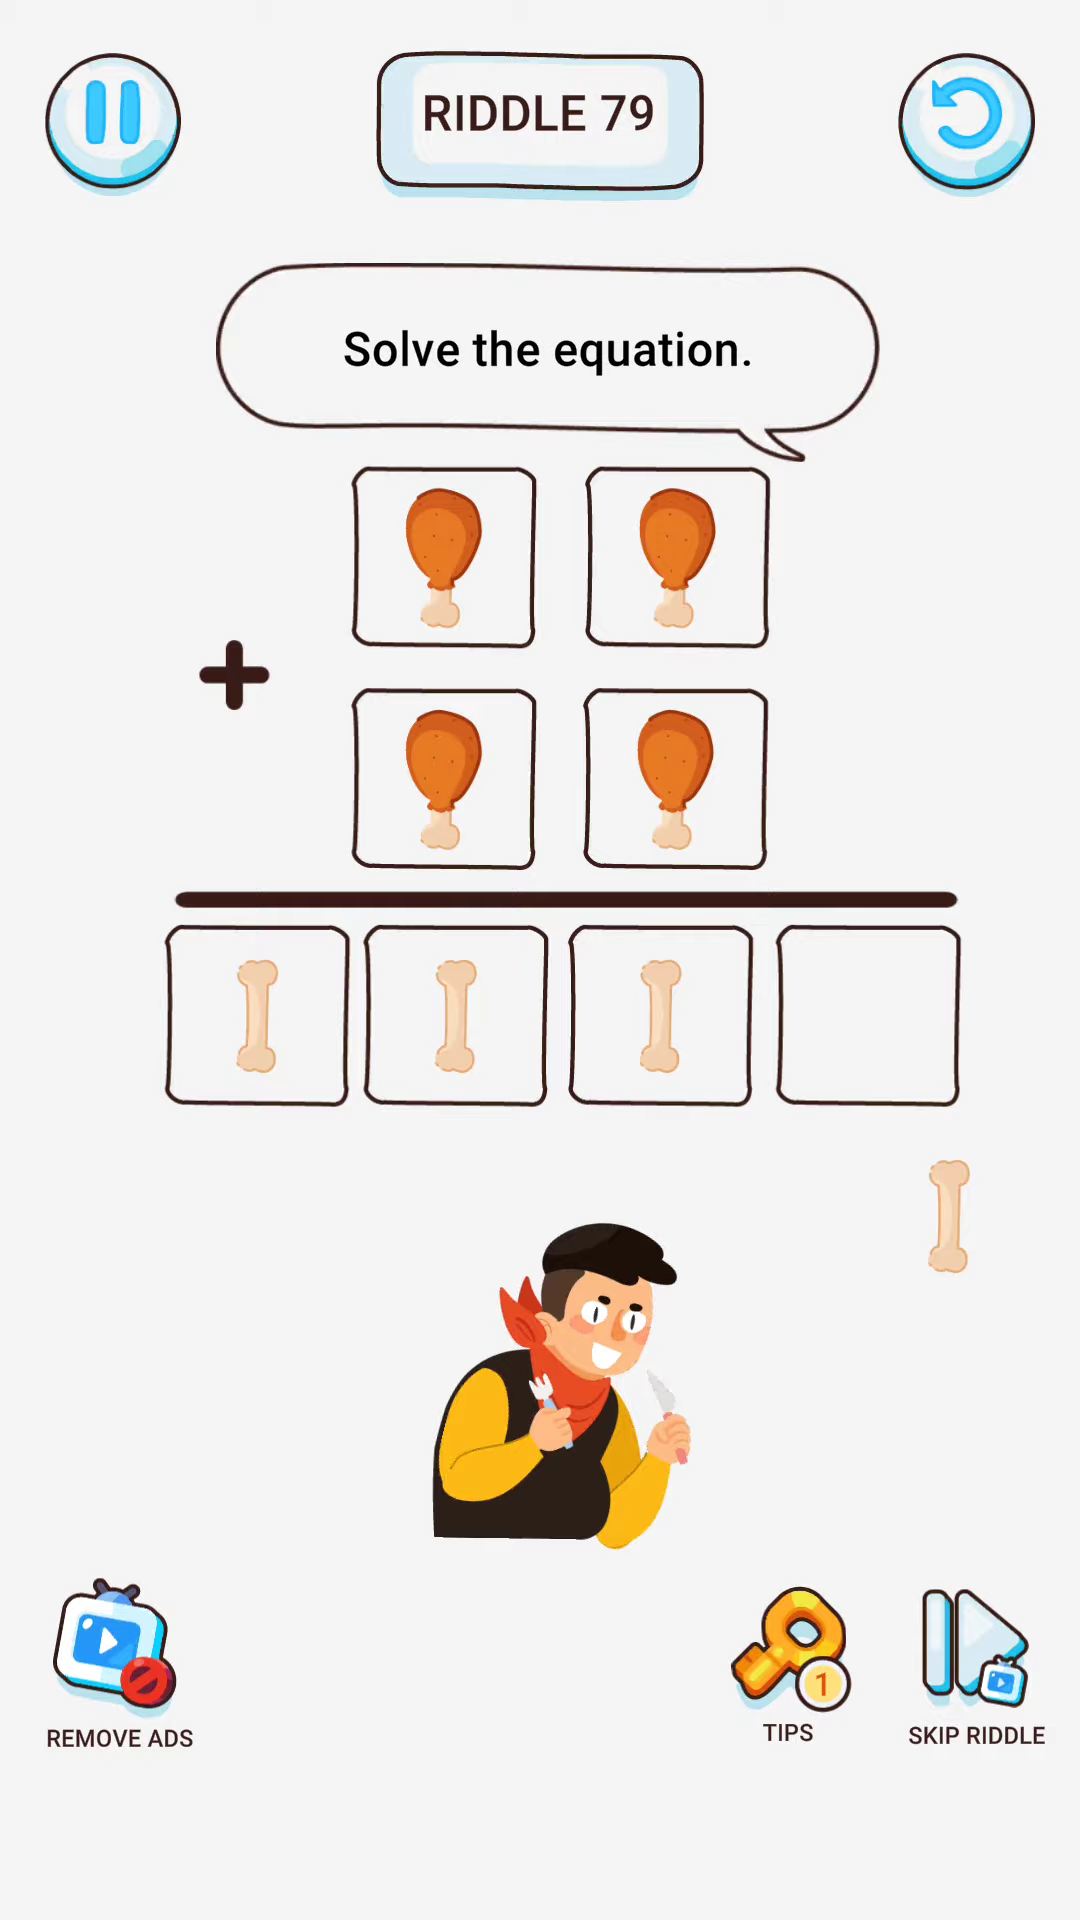 RIDDLE 79
Solve the equation.
1
REMOVE ADS
TIPS
SKIP RIDDLE